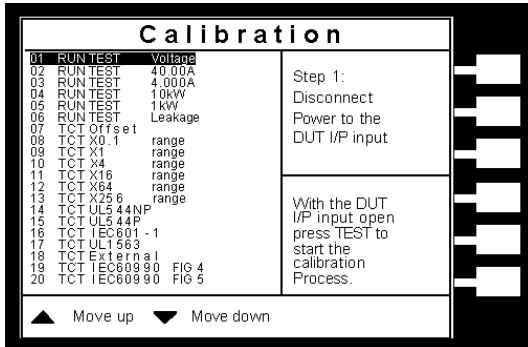 Calibration
01 RUN TEST Voltage
02 RUN TEST 40.00A
03 RUN TEST 4.000A
04 RUN TEST 10kW
05 RUN TEST 1kW
06 RUN TEST Leakage
07 TCT Offset
08 TCT X0.1 range
09 TCT X1 range
10 TCT X4 range
11 TCT X16 range
12 TCT X64 range
13 TCT X256 range
14 TCT UL544NP
15 TCT UL544P
16 TCT IEC601-1
17 TCT UL1563
18 TCT External
19 TCT IEC60990 FIG 4
20 TCT IEC60990 FIG 5
Step 1:
Disconnect
Power to the
DUT I/P input
With the DUT
I/P input open
press TEST to
start the
calibration
Process.
Move up Move down